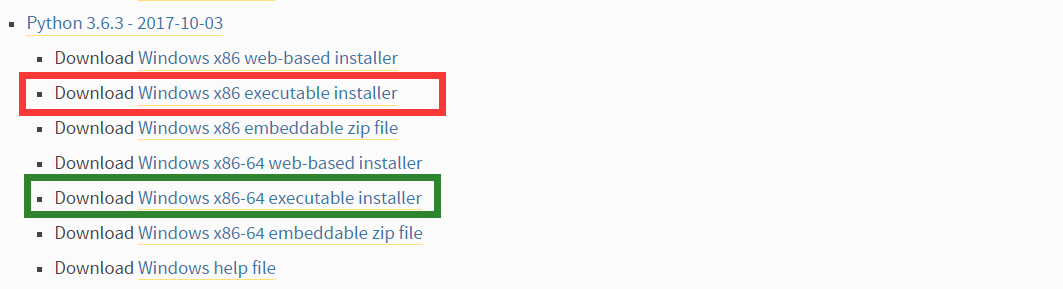 Python 3.6.3 - 2017-10-03
Download Windows x86 web-based installer
Download Windows x86 executable installer
Download Windows x86 embeddable zip file
Download Windows x86-64 web-based installer
Download Windows x86-64 executable installer
Download Windows x86-64 embeddable zip file
Download Windows help file